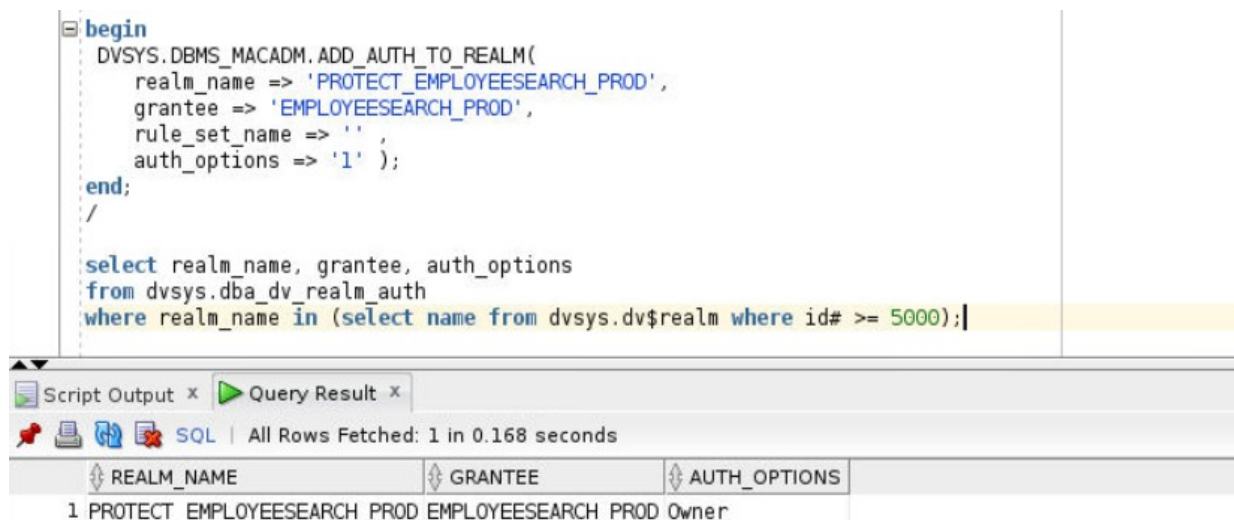 begin
DVSYS.DBMS_MACADM.ADD_AUTH_TO_REALM(
realm_name => 'PROTECT_EMPLOYEESEARCH_PROD',
grantee => 'EMPLOYEESEARCH_PROD',
rule_set_name => '' ,
auth_options => '1' );
end;
/
select realm_name, grantee, auth_options
from dvsys.dba_dv_realm_auth
where realm_name in (select name from dvsys.dv$realm where id# >= 5000);
Script Output x Query Result x
SQL | All Rows Fetched: 1 in 0.168 seconds
REALM_NAME GRANTEE AUTH_OPTIONS
1 PROTECT_EMPLOYEESEARCH_PROD EMPLOYEESEARCH_PROD Owner